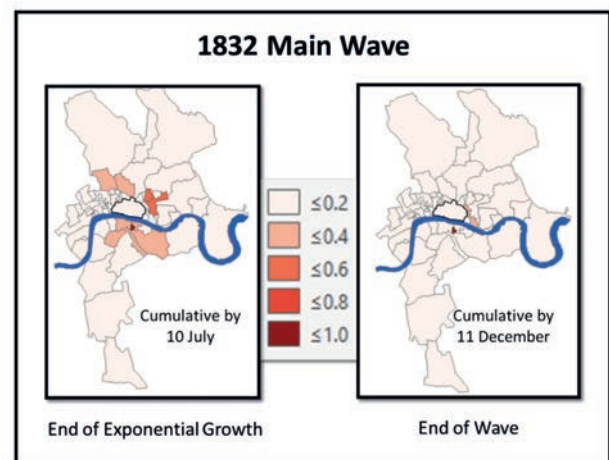 1832 Main Wave
≤0.2
≤0.4
≤0.6
≤0.8
≤1.0
Cumulative by
10 July
Cumulative by
11 December
End of Exponential Growth
End of Wave